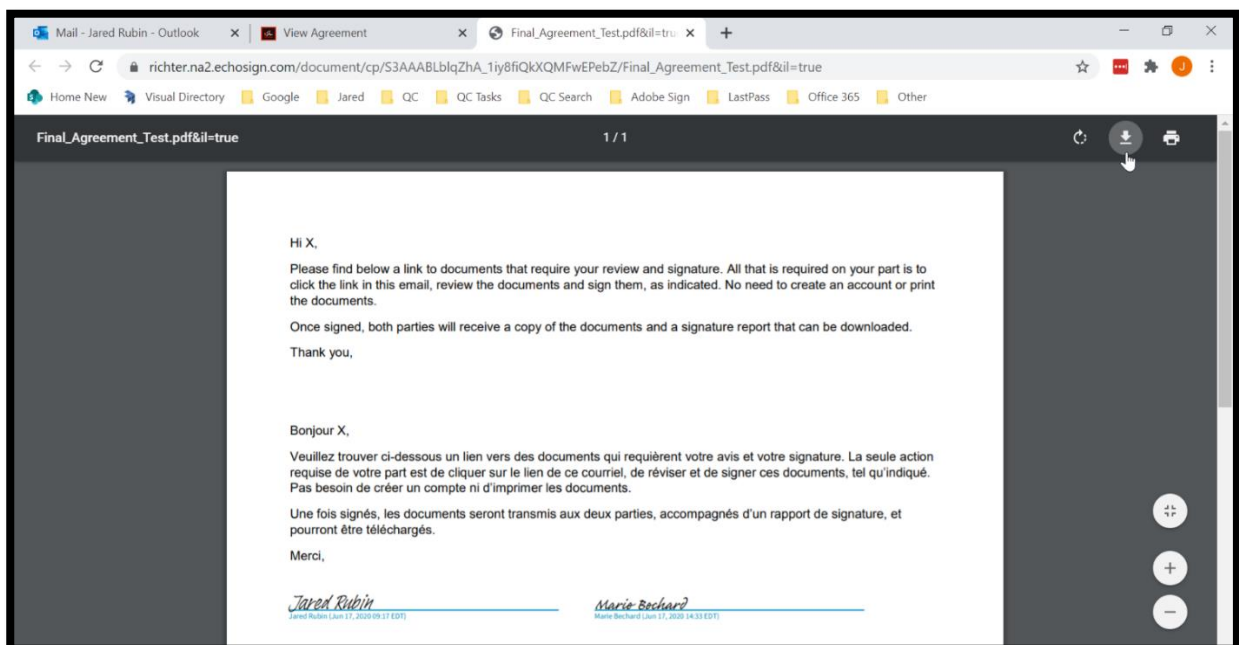 Mail - Jared Rubin - Outlook
View Agreement
Final_Agreement_Test.pdf&il=tru
richter.na2.echosign.com/document/cp/S3AAABLblqZhA_1iy8fiQkXQMFwEPebZ/Final_Agreement_Test.pdf&il=true
J
Home New Visual Directory Google Jared QC QC Tasks QC Search Adobe Sign LastPass Office 365 Other
Final_Agreement_Test.pdf&il=true 1 / 1
Hi X,
Please find below a link to documents that require your review and signature. All that is required on your part is to
click the link in this email, review the documents and sign them, as indicated. No need to create an account or print
the documents.
Once signed, both parties will receive a copy of the documents and a signature report that can be downloaded.
Thank you,
Bonjour X,
Veuillez trouver ci-dessous un lien vers des documents qui requièrent votre avis et votre signature. La seule action
requise de votre part est de cliquer sur le lien de ce courriel, de réviser et de signer ces documents, tel qu'indiqué.
Pas besoin de créer un compte ni d'imprimer les documents.
Une fois signés, les documents seront transmis aux deux parties, accompagnés d'un rapport de signature, et
pourront être téléchargés.
Merci,
Jared Rubin Marie Bechard
Jared Rubin (Jun 17, 2020 09:17 EDT) Marie Bechard (Jun 17, 2020 14:33 EDT)